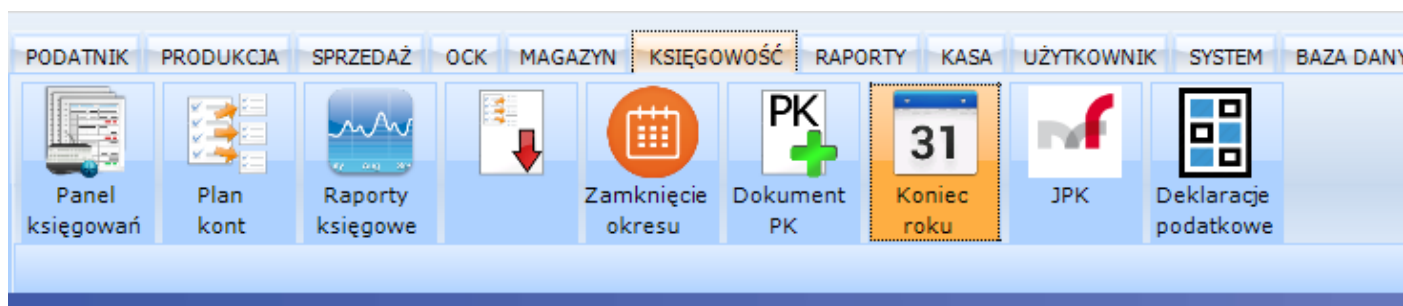 PODATNIK PRODUKCJA SPRZEDAŻ OCK MAGAZYN KSIĘGOWOŚĆ RAPORTY KASA UŻYTKOWNIK SYSTEM BAZA DANY
PK
31
Panel księgowań
Plan kont
Raporty księgowe
Zamknięcie okresu
Dokument PK
Koniec roku
JPK
Deklaracje podatkowe